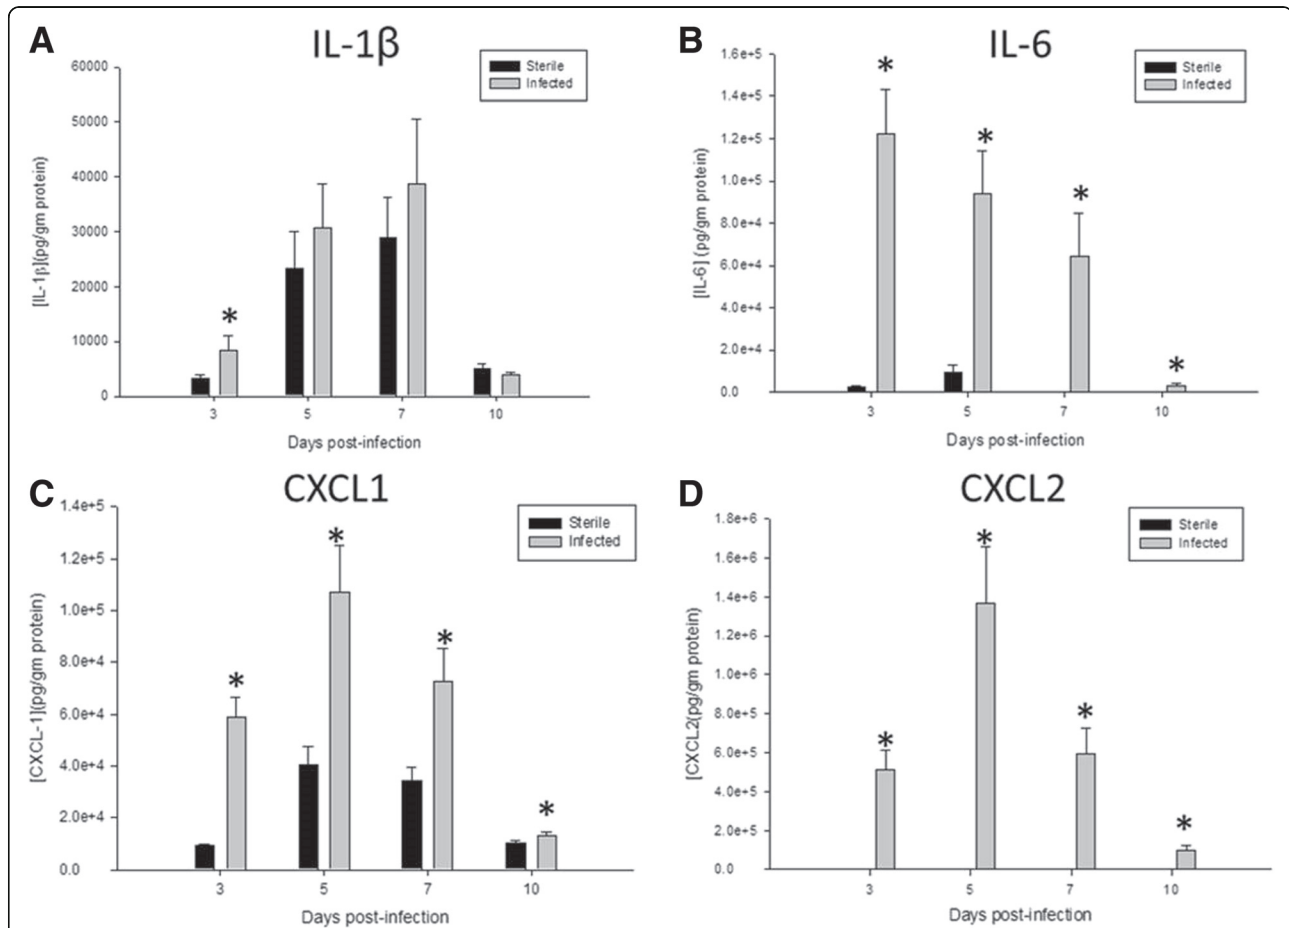 A
IL-1β
Sterile
Infected
60000
50000
40000
30000
20000
10000
0
[IL-1β](pg/gm protein)
*
3 5 7 10
Days post-infection
B
IL-6
Sterile
Infected
1.6e+5
1.4e+5
1.2e+5
1.0e+5
8.0e+4
6.0e+4
4.0e+4
2.0e+4
0.0
[IL-6] (pg/gm protein)
* * * *
3 5 7 10
Days post-infection
C
CXCL1
Sterile
Infected
1.4e+5
1.2e+5
1.0e+5
8.0e+4
6.0e+4
4.0e+4
2.0e+4
0.0
[CXCL-1](pg/gm protein)
* * * *
3 5 7 10
Days post-infection
D
CXCL2
Sterile
Infected
1.8e+6
1.6e+6
1.4e+6
1.2e+6
1.0e+6
8.0e+5
6.0e+5
4.0e+5
2.0e+5
0.0
[CXCL2(pg/gm protein)
* * * *
3 5 7 10
Days post-infection